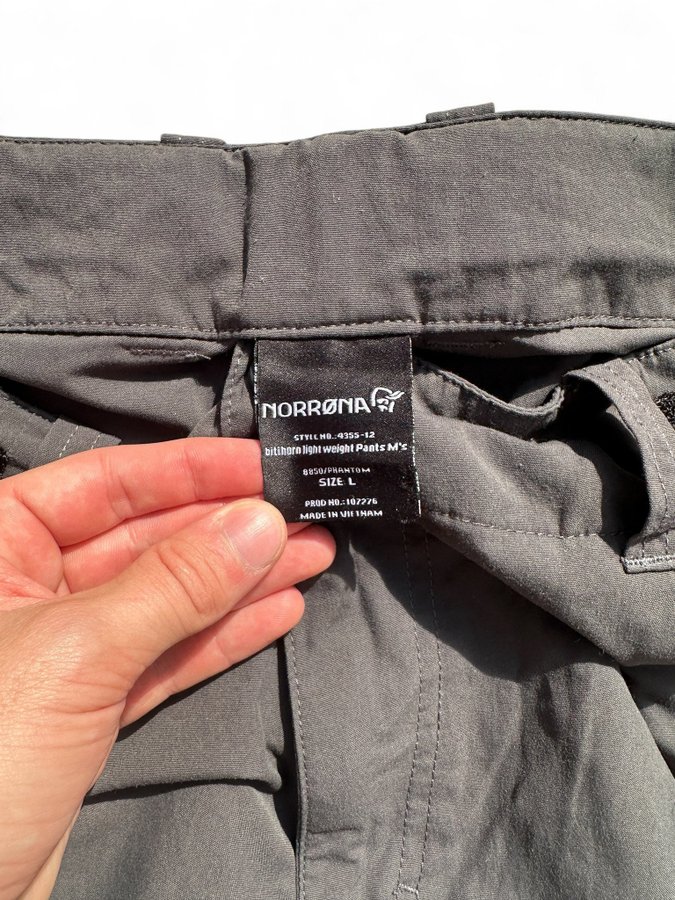 NORRØNA
STYLE NO.:4355-12
bitihorn light weight Pants M's
8850/PHANTOM
SIZE L
PROD NO.:107276
MADE IN VIETNAM